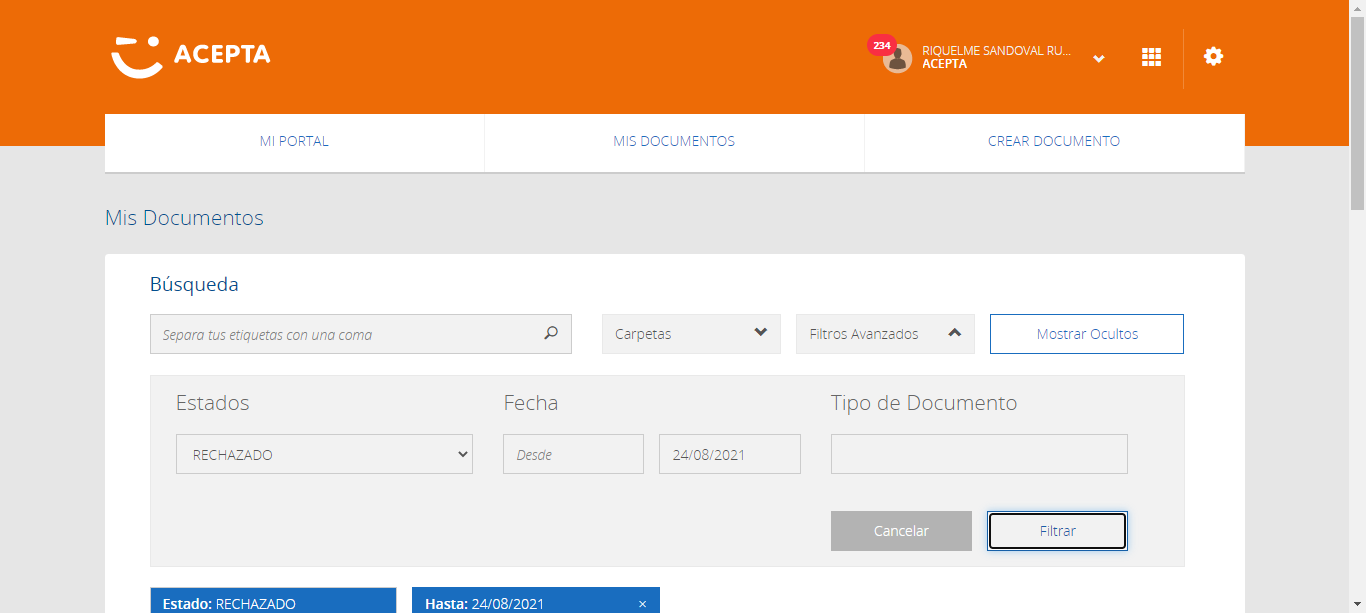 ACEPTA
234
RIQUELME SANDOVAL RU...
ACEPTA
MI PORTAL
MIS DOCUMENTOS
CREAR DOCUMENTO
Mis Documentos
Búsqueda
Separa tus etiquetas con una coma
Carpetas
Filtros Avanzados
Mostrar Ocultos
Estados
Fecha
Tipo de Documento
RECHAZADO
Desde
24/08/2021
Cancelar
Filtrar
Estado: RECHAZADO
Hasta: 24/08/2021 ×